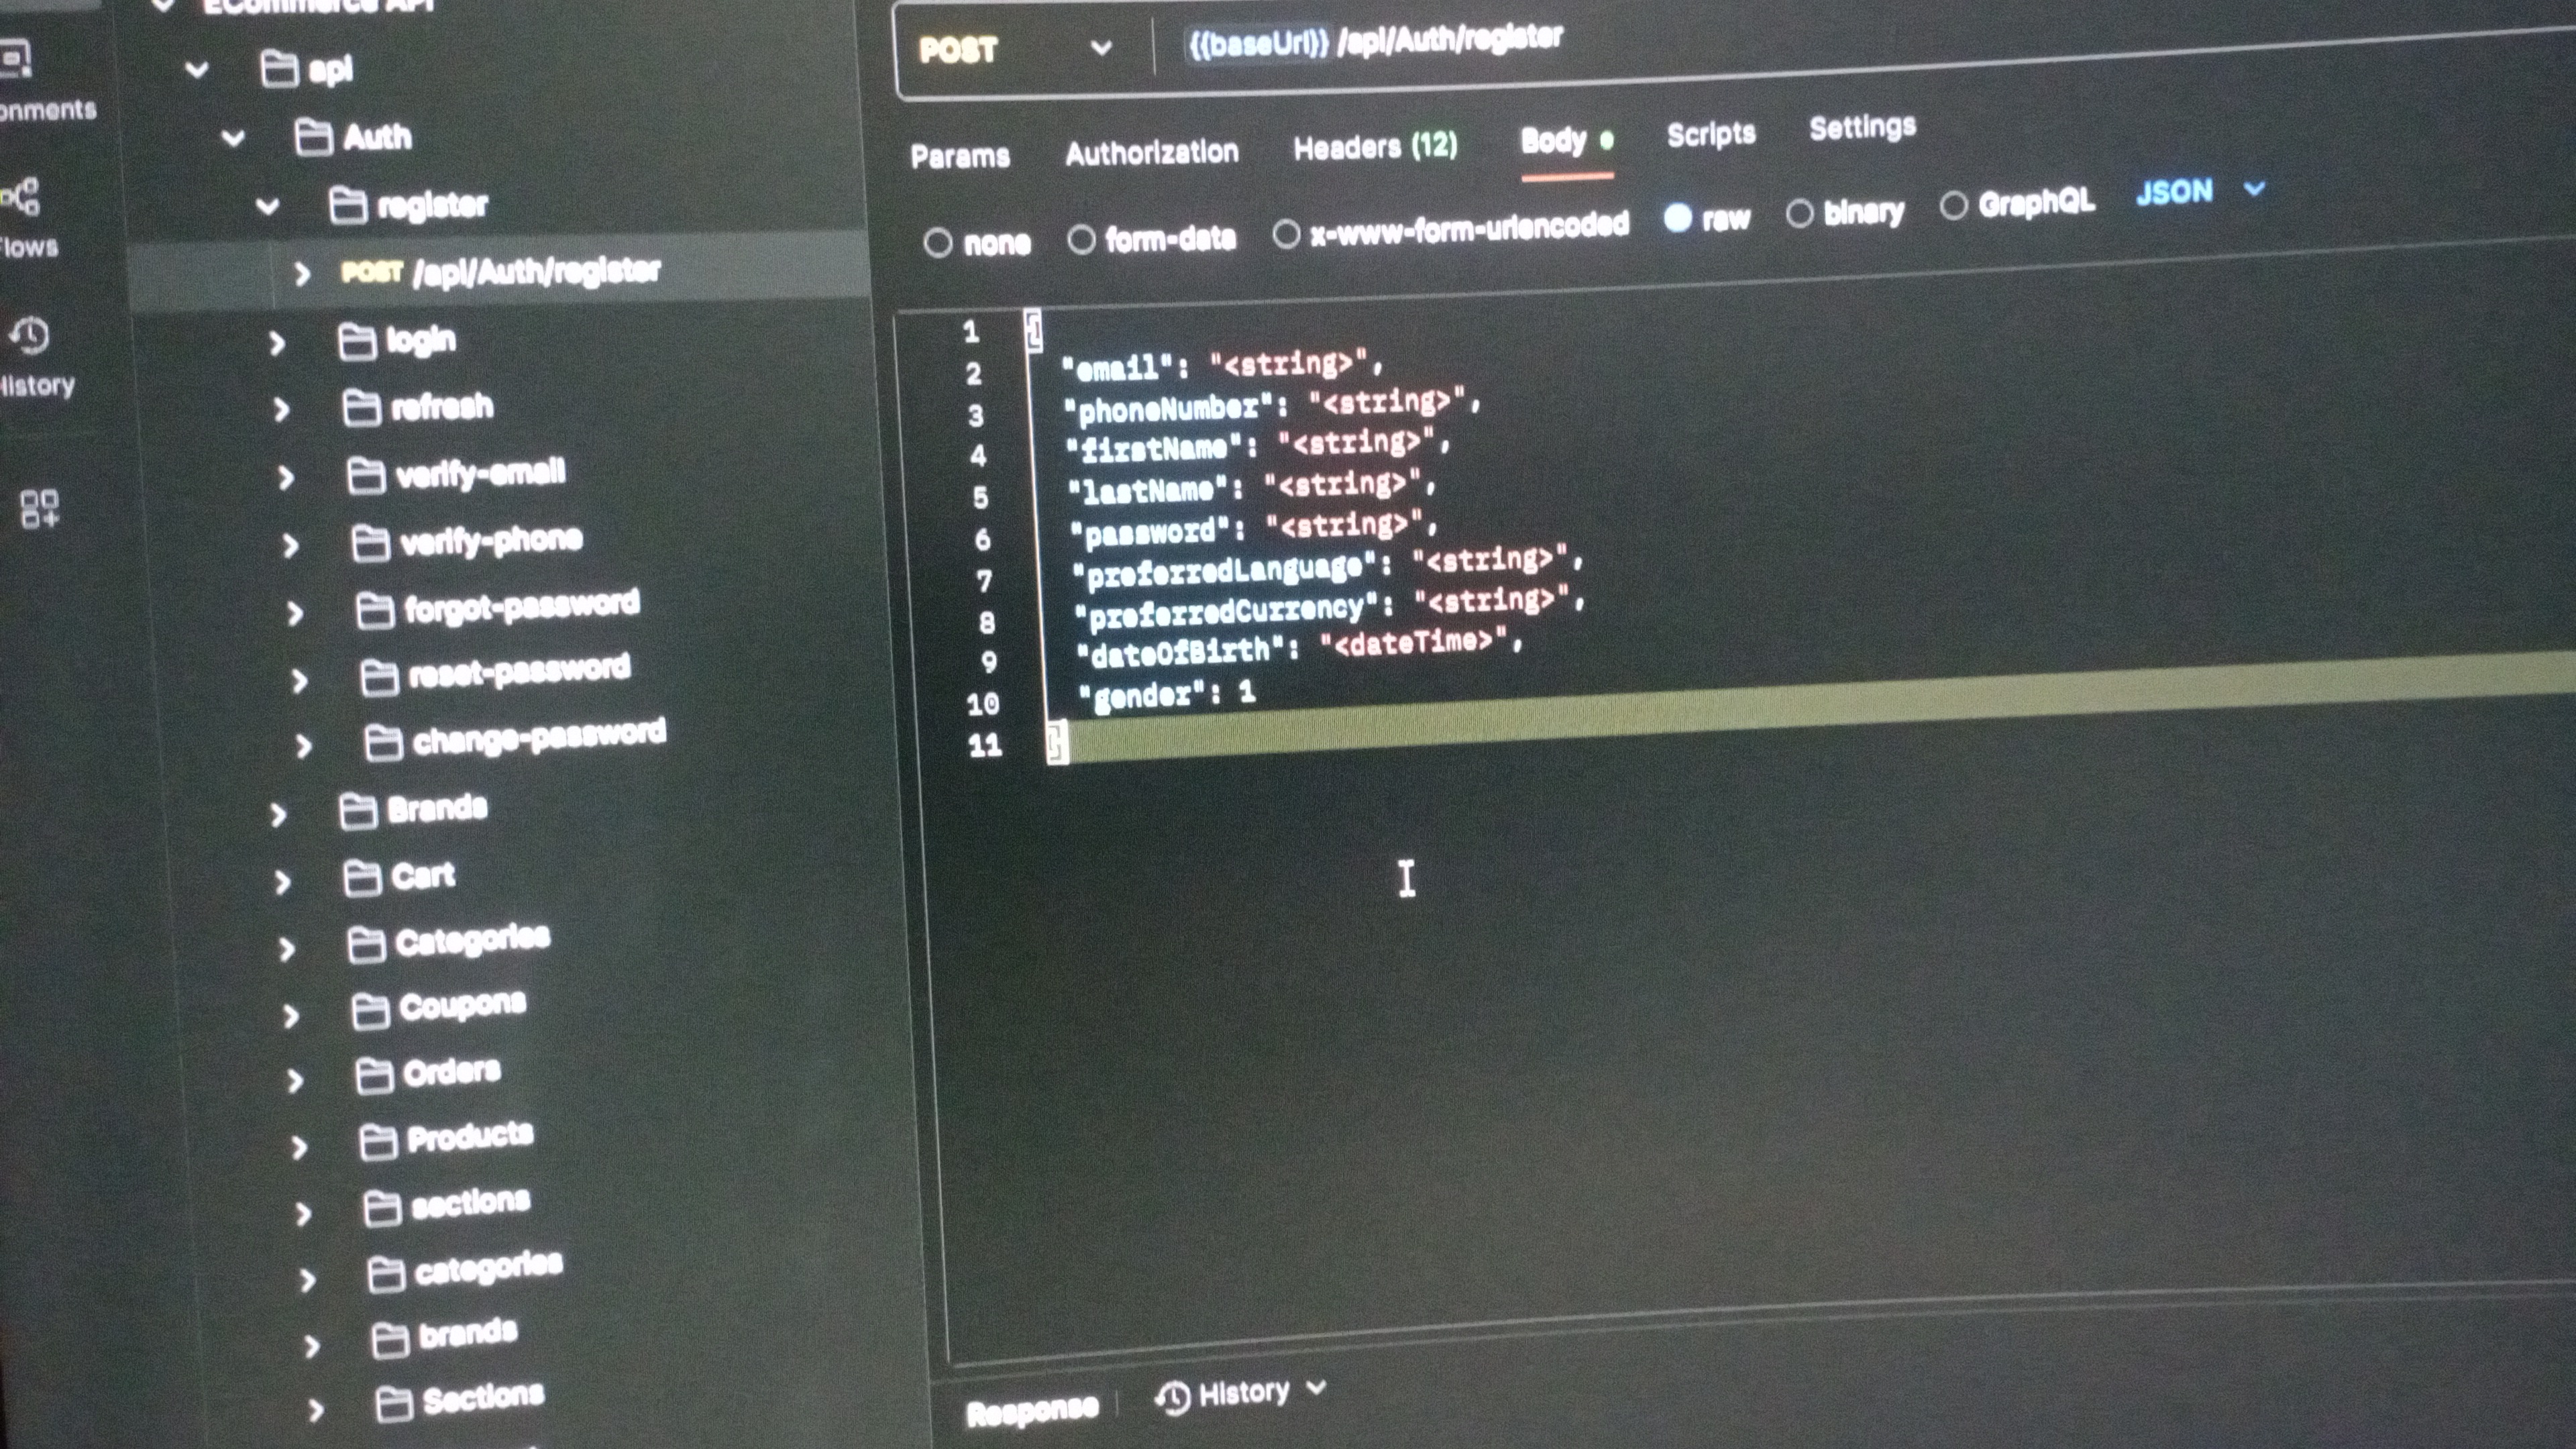 ECommerce API
api
onments
Auth
register
Flows
POST /api/Auth/register
login
History
refresh
verify-email
verify-phone
forgot-password
reset-password
change-password
Brands
Cart
Categories
Coupons
Orders
Products
sections
categories
brands
Sections
POST {{baseUrl}} /api/Auth/register
Params Authorization Headers (12) Body Scripts Settings
none form-data x-www-form-urlencoded raw binary GraphQL JSON
1 {
2 "email": "<string>",
3 "phoneNumber": "<string>",
4 "firstName": "<string>",
5 "lastName": "<string>",
6 "password": "<string>",
7 "preferredLanguage": "<string>",
8 "preferredCurrency": "<string>",
9 "dateOfBirth": "<dateTime>",
10 "gender": 1
11 }
Response History